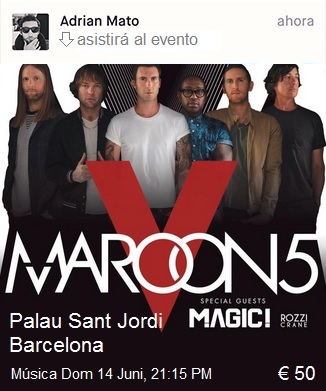 Adrian Mato
ahora
asistirá al evento
V
MAROON5
SPECIAL GUESTS
MAGIC!
ROZZI
CRANE
Palau Sant Jordi
Barcelona
Música Dom 14 Juni, 21:15 PM
€ 50